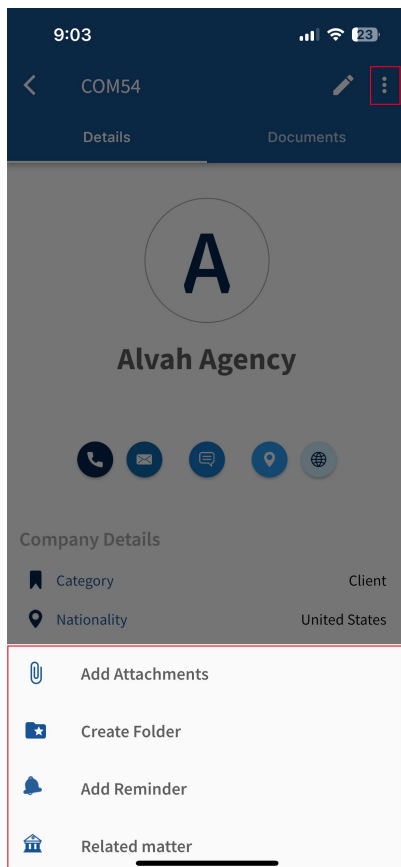 9:03
23
COM54
Details Documents
A
Alvah Agency
Company Details
Category Client
Nationality United States
Add Attachments
Create Folder
Add Reminder
Related matter